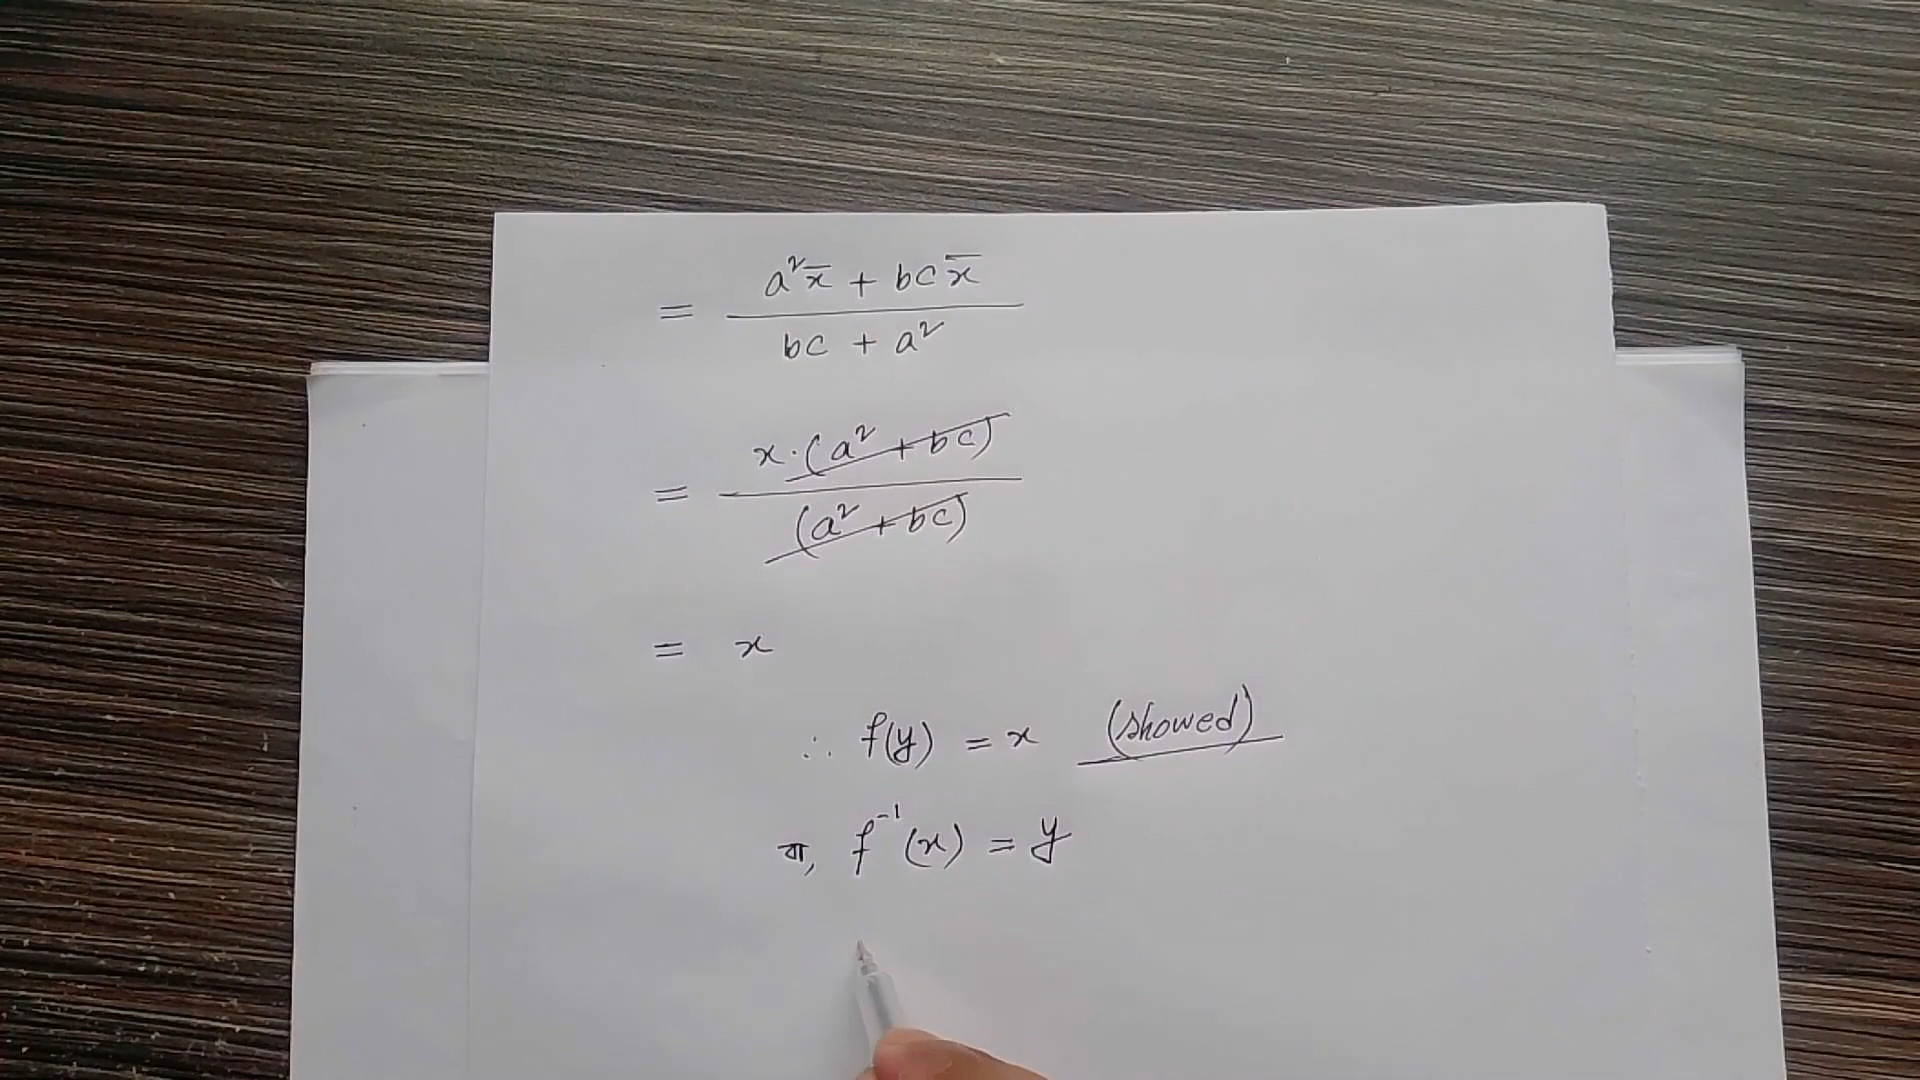 = (a²x + bcx) / (bc + a²)
= x·(a² + bc) / (a² + bc)
= x
∴ f(y) = x (showed)
বা, f⁻¹(x) = y